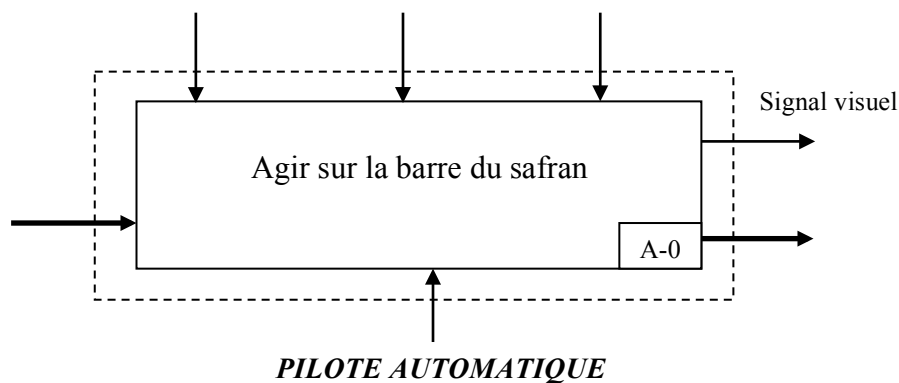 Signal visuel
Agir sur la barre du safran
A-0
PILOTE AUTOMATIQUE